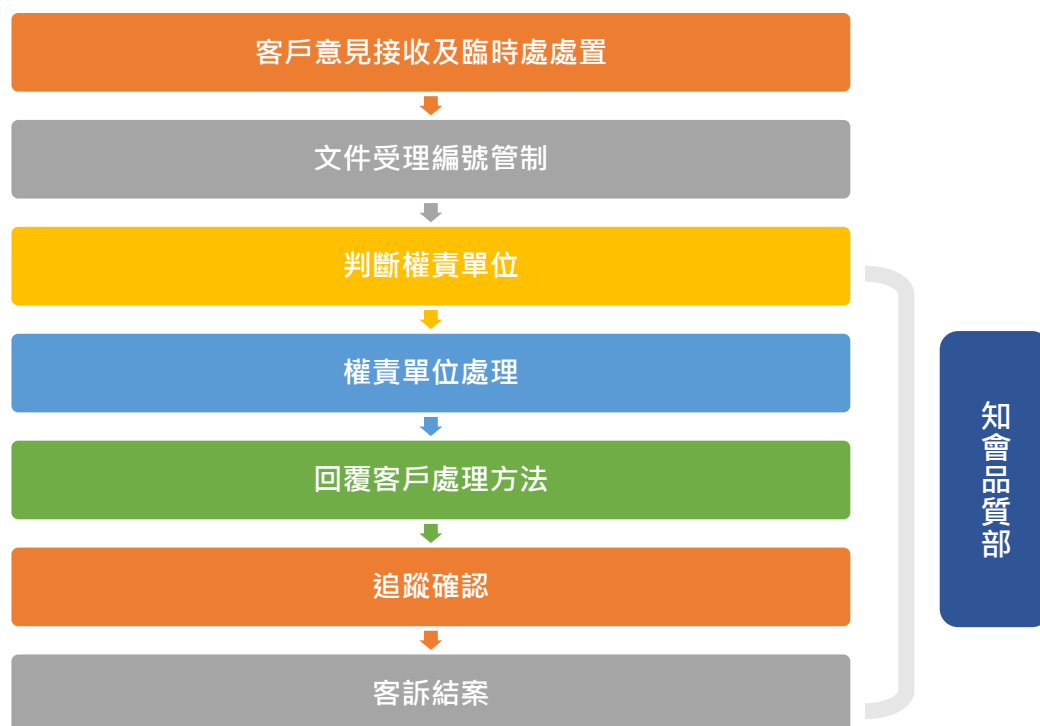 客戶意見接收及臨時處處置
文件受理編號管制
判斷權責單位
權責單位處理
回覆客戶處理方法
追蹤確認
客訴結案
知會品質部